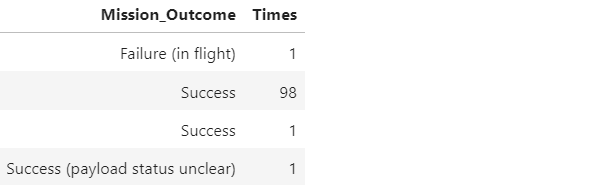 Mission_Outcome Times
Failure (in flight) 1
Success 98
Success 1
Success (payload status unclear) 1